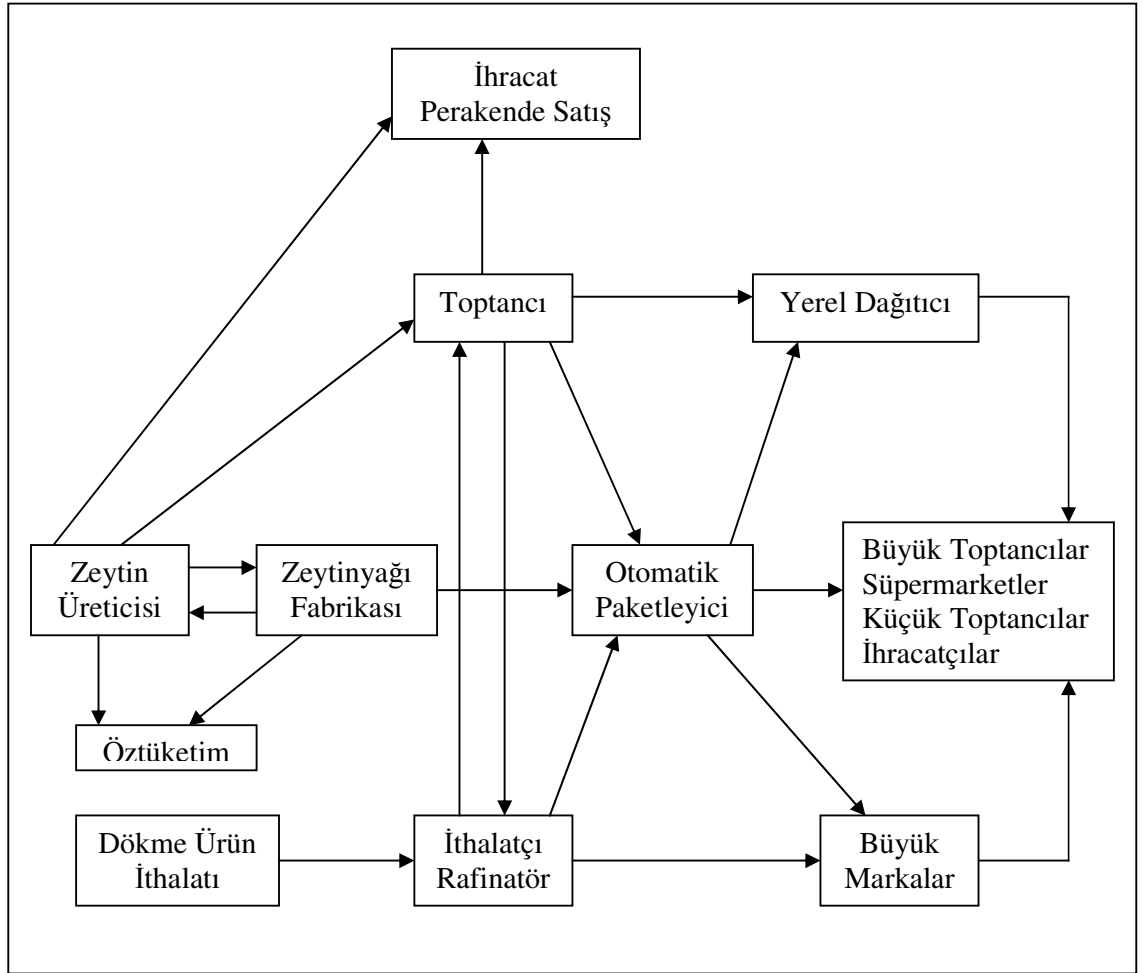 İhracat
Perakende Satış
Toptancı
Yerel Dağıtıcı
Zeytin
Üreticisi
Zeytinyağı
Fabrikası
Otomatik
Paketleyici
Büyük Toptancılar
Süpermarketler
Küçük Toptancılar
İhracatçılar
Öztüketim
Dökme Ürün
İthalatı
İthalatçı
Rafinatör
Büyük
Markalar